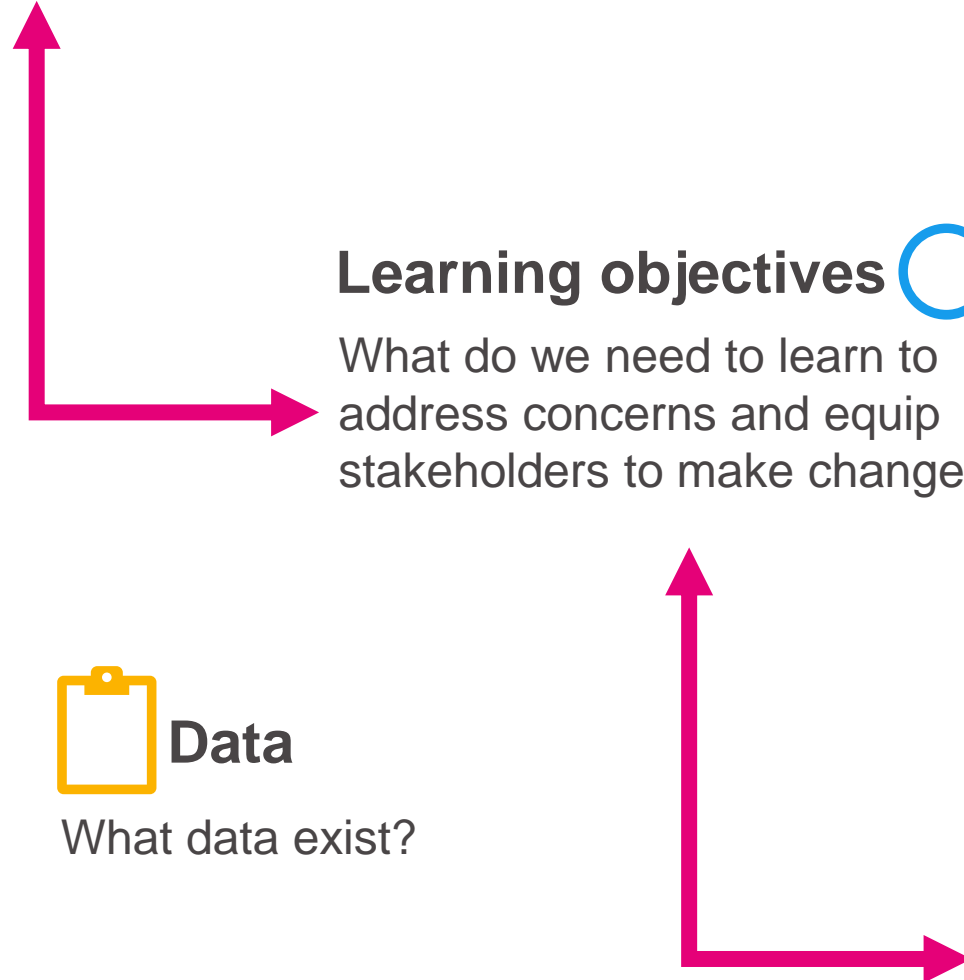 Learning objectives
What do we need to learn to
address concerns and equip
stakeholders to make change
Data
What data exist?